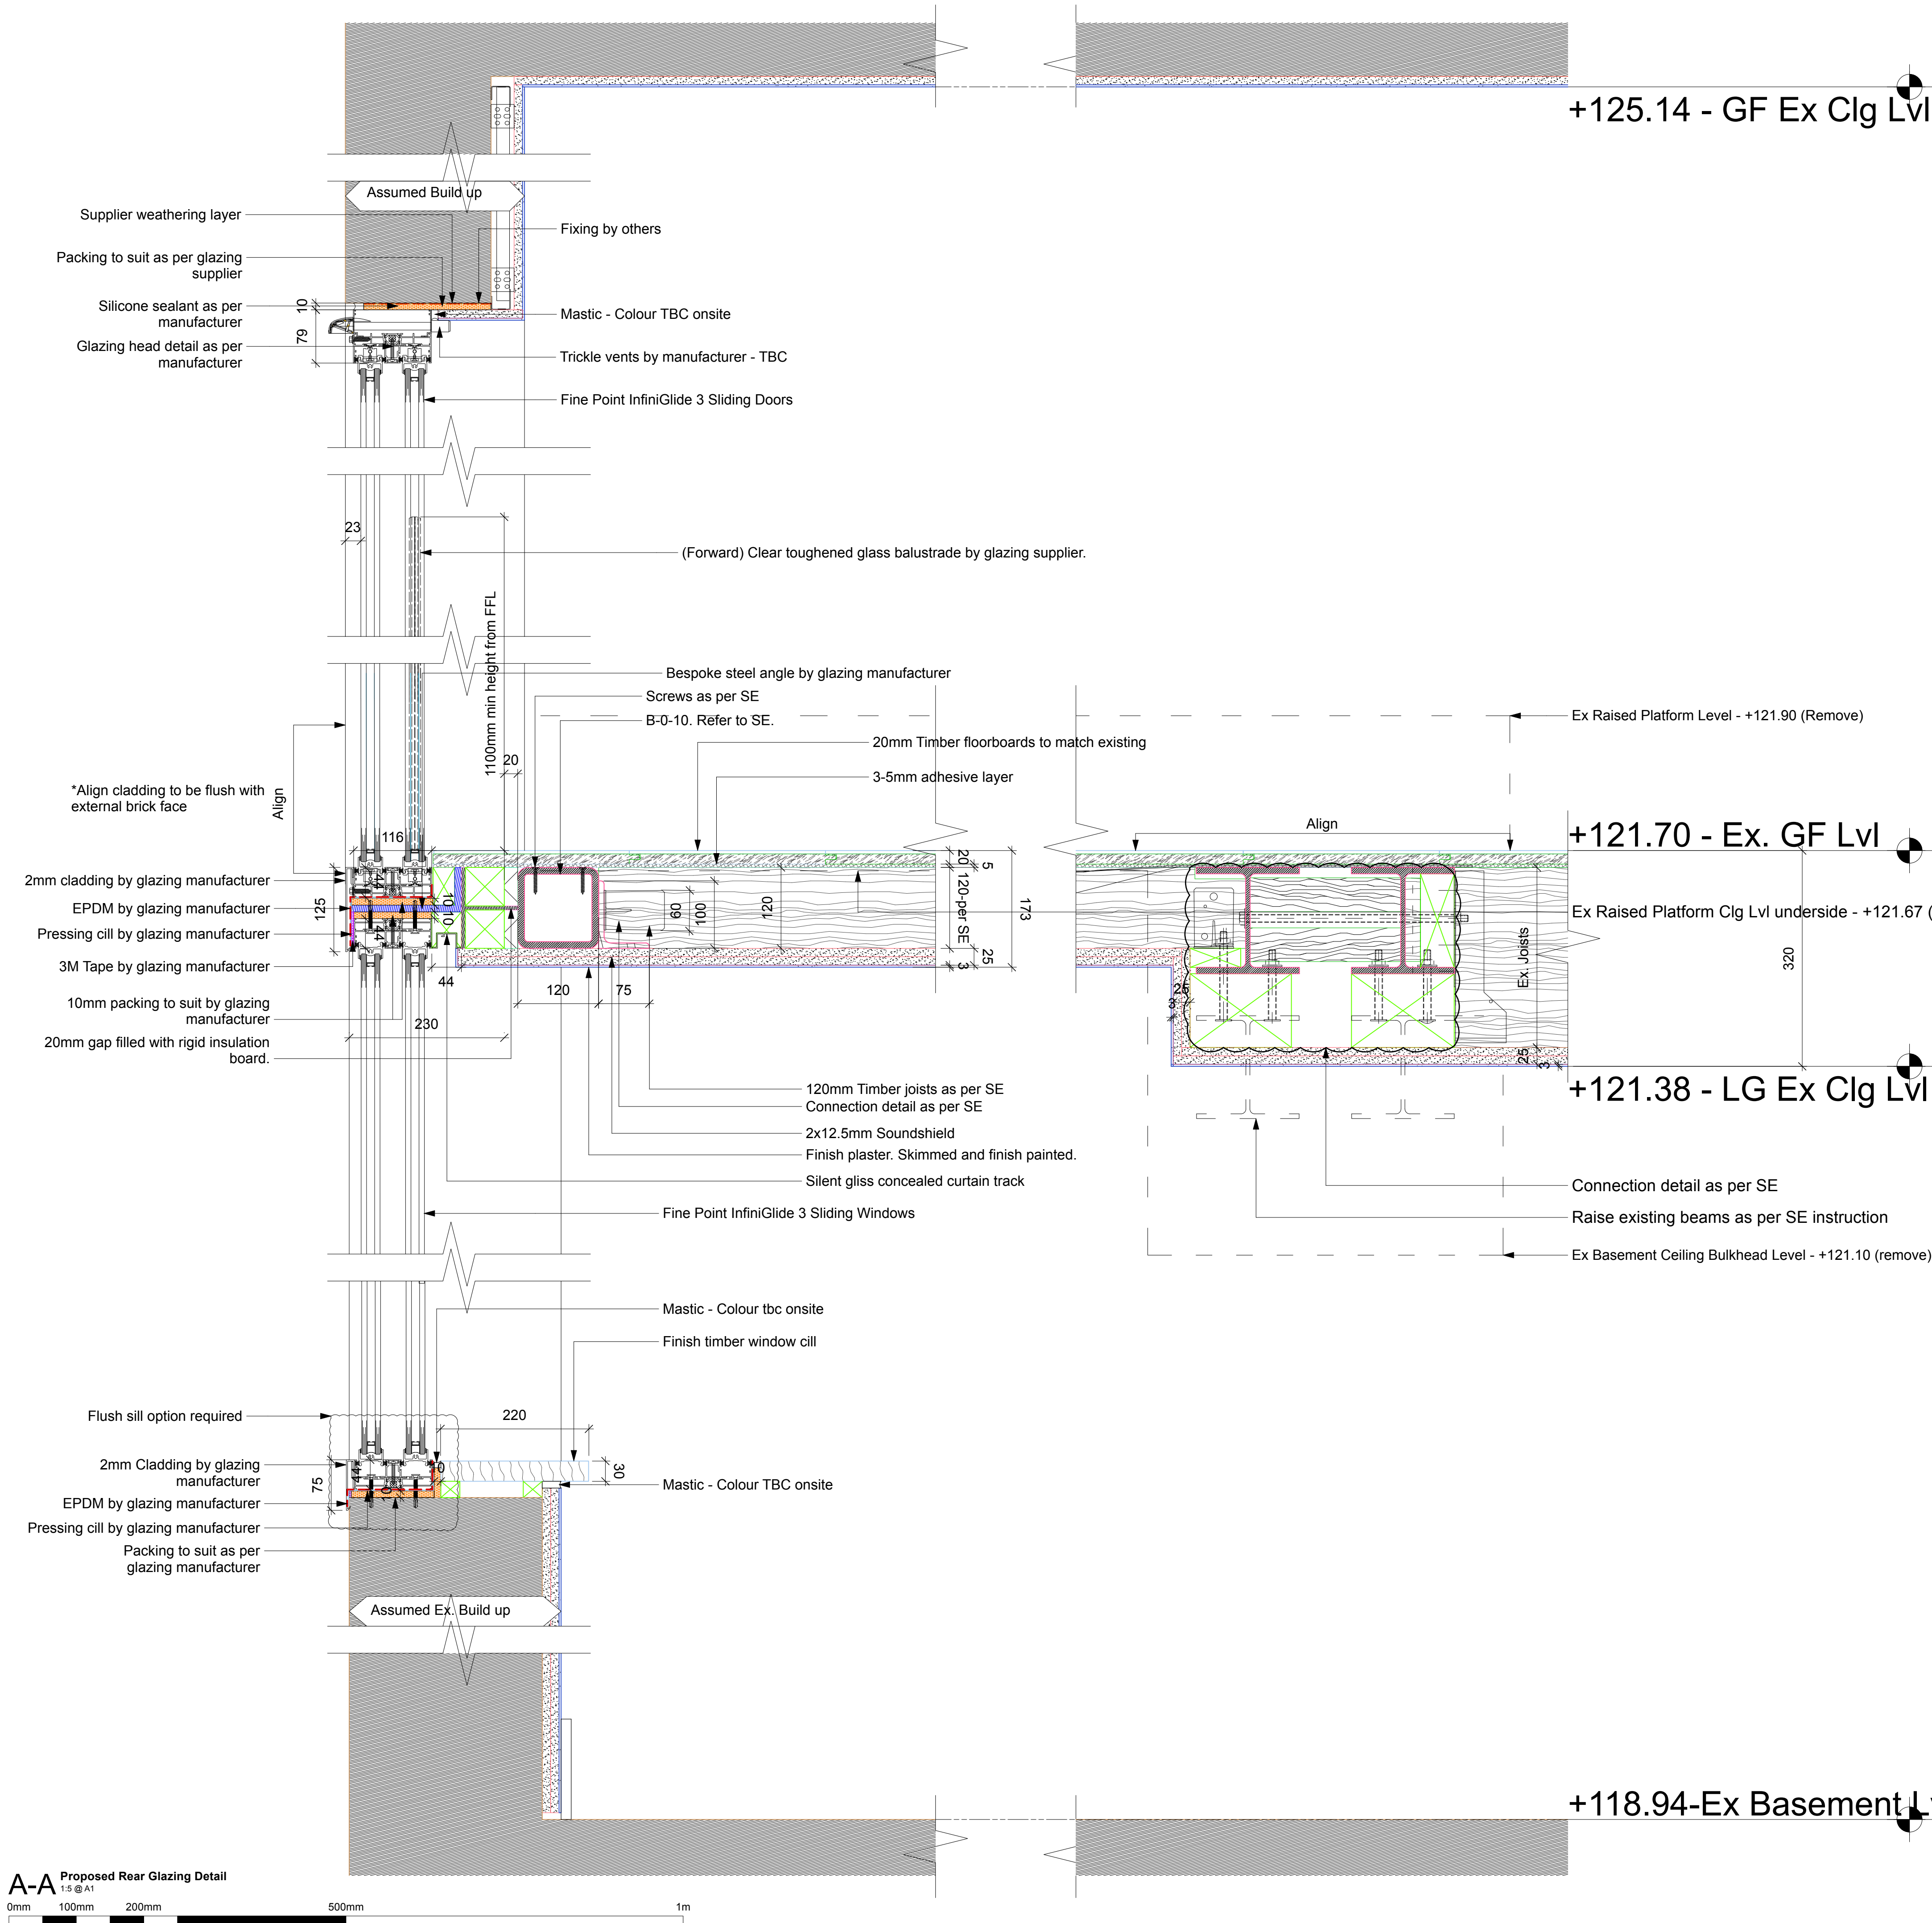 +125.14 - GF Ex Clg Lvl
Assumed Build up
Supplier weathering layer
Fixing by others
Packing to suit as per glazing
supplier
Silicone sealant as per
manufacturer
10
79
Mastic - Colour TBC onsite
Glazing head detail as per
manufacturer
Trickle vents by manufacturer - TBC
Fine Point InfiniGlide 3 Sliding Doors
23
(Forward) Clear toughened glass balustrade by glazing supplier.
1100mm min height from FFL
Bespoke steel angle by glazing manufacturer
Screws as per SE
B-0-10. Refer to SE.
Ex Raised Platform Level - +121.90 (Remove)
20mm Timber floorboards to match existing
20
3-5mm adhesive layer
*Align cladding to be flush with
external brick face
Align
Align
+121.70 - Ex. GF Lvl
116
20
5
2mm cladding by glazing manufacturer
44
125
EPDM by glazing manufacturer
10
10
60
100
120
120-per SE
173
Ex Raised Platform Clg Lvl underside - +121.67 (
Pressing cill by glazing manufacturer
44
3M Tape by glazing manufacturer
25
3
Ex. Joists
320
44
120
75
25
3
10mm packing to suit by glazing
manufacturer
230
20mm gap filled with rigid insulation
board.
25
3
120mm Timber joists as per SE
+121.38 - LG Ex Clg Lvl
Connection detail as per SE
2x12.5mm Soundshield
Finish plaster. Skimmed and finish painted.
Silent gliss concealed curtain track
Connection detail as per SE
Fine Point InfiniGlide 3 Sliding Windows
Raise existing beams as per SE instruction
Ex Basement Ceiling Bulkhead Level - +121.10 (remove)
Mastic - Colour tbc onsite
Finish timber window cill
Flush sill option required
220
2mm Cladding by glazing
manufacturer
75
44
10
30
Mastic - Colour TBC onsite
EPDM by glazing manufacturer
Pressing cill by glazing manufacturer
Packing to suit as per
glazing manufacturer
Assumed Ex. Build up
+118.94-Ex Basement Lv
A-A Proposed Rear Glazing Detail
1:5 @ A1
0mm 100mm 200mm 500mm 1m